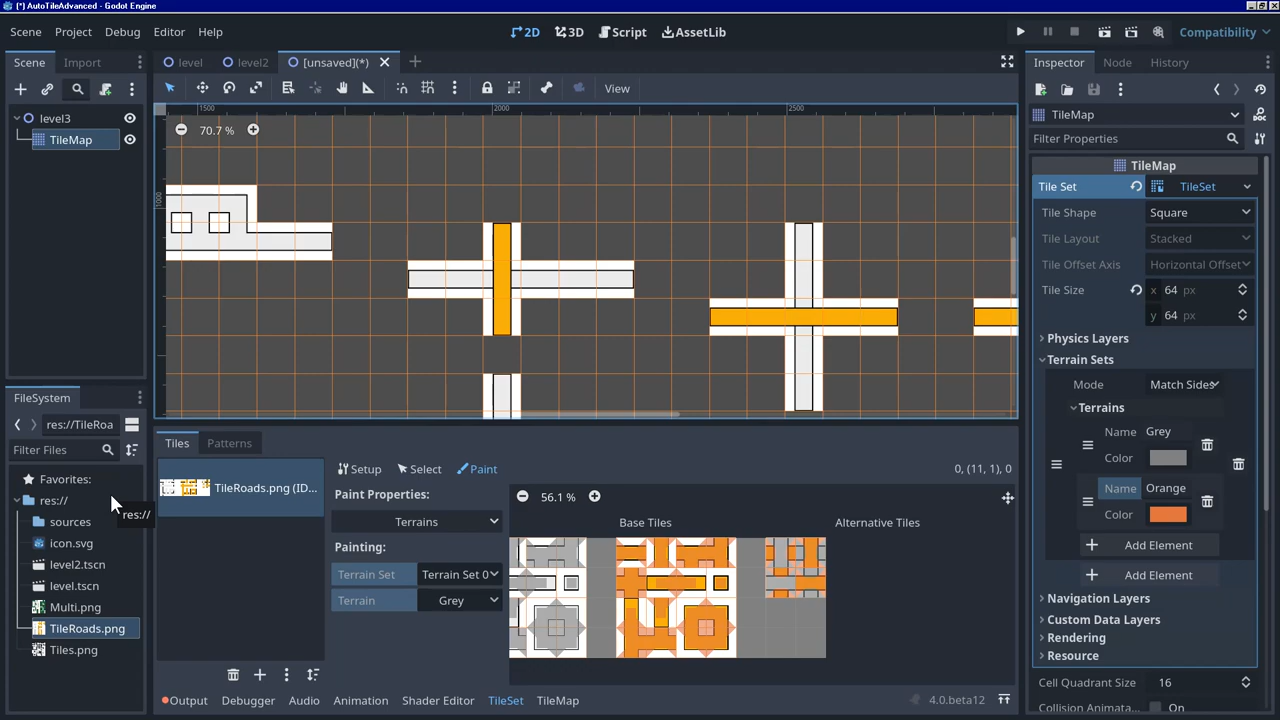 [*] AutoTileAdvanced - Godot Engine
Scene Project Debug Editor Help
2D 3D Script AssetLib
Compatibility
Scene Import
level level2 [unsaved](*)
Inspector Node History
View
level3
TileMap
1500 2000 2500
1000
70.7 %
TileMap
Filter Properties
TileMap
Tile Set TileSet
Tile Shape Square
Tile Layout Stacked
Tile Offset Axis Horizontal Offset
Tile Size x 64 px
y 64 px
Physics Layers
Terrain Sets
Mode Match Sides
Terrains
Name Grey
Color
Name Orange
Color
Add Element
Add Element
Navigation Layers
Custom Data Layers
Rendering
Resource
Cell Quadrant Size 16
Collision Animata... On
FileSystem
res://TileRoa
Filter Files
Favorites:
res://
res://
sources
icon.svg
level2.tscn
level.tscn
Multi.png
TileRoads.png
Tiles.png
Tiles Patterns
TileRoads.png (ID...
Setup Select Paint
0, (11, 1), 0
Paint Properties:
Terrains
Painting:
Terrain Set Terrain Set 0
Terrain Grey
56.1 %
Base Tiles Alternative Tiles
Output Debugger Audio Animation Shader Editor TileSet TileMap
4.0.beta12